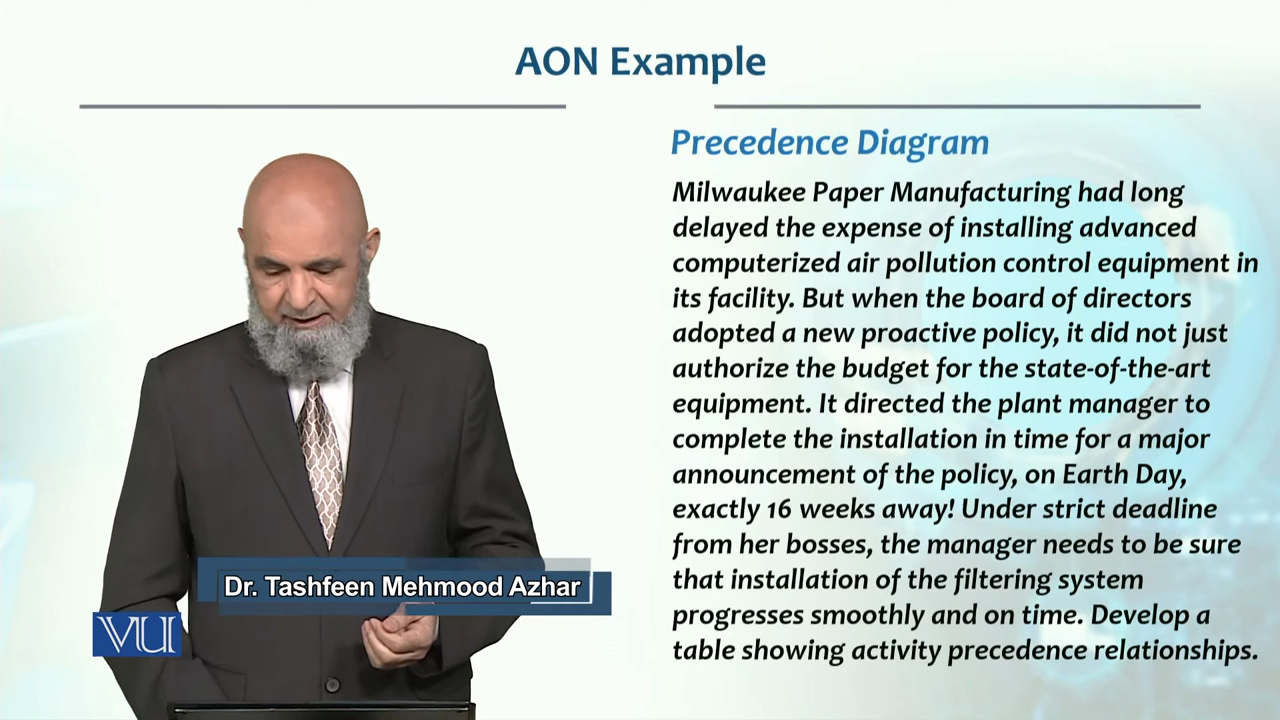 AON Example
Precedence Diagram
Milwaukee Paper Manufacturing had long
delayed the expense of installing advanced
computerized air pollution control equipment in
its facility. But when the board of directors
adopted a new proactive policy, it did not just
authorize the budget for the state-of-the-art
equipment. It directed the plant manager to
complete the installation in time for a major
announcement of the policy, on Earth Day,
exactly 16 weeks away! Under strict deadline
from her bosses, the manager needs to be sure
that installation of the filtering system
progresses smoothly and on time. Develop a
table showing activity precedence relationships.
Dr. Tashfeen Mehmood Azhar
VU